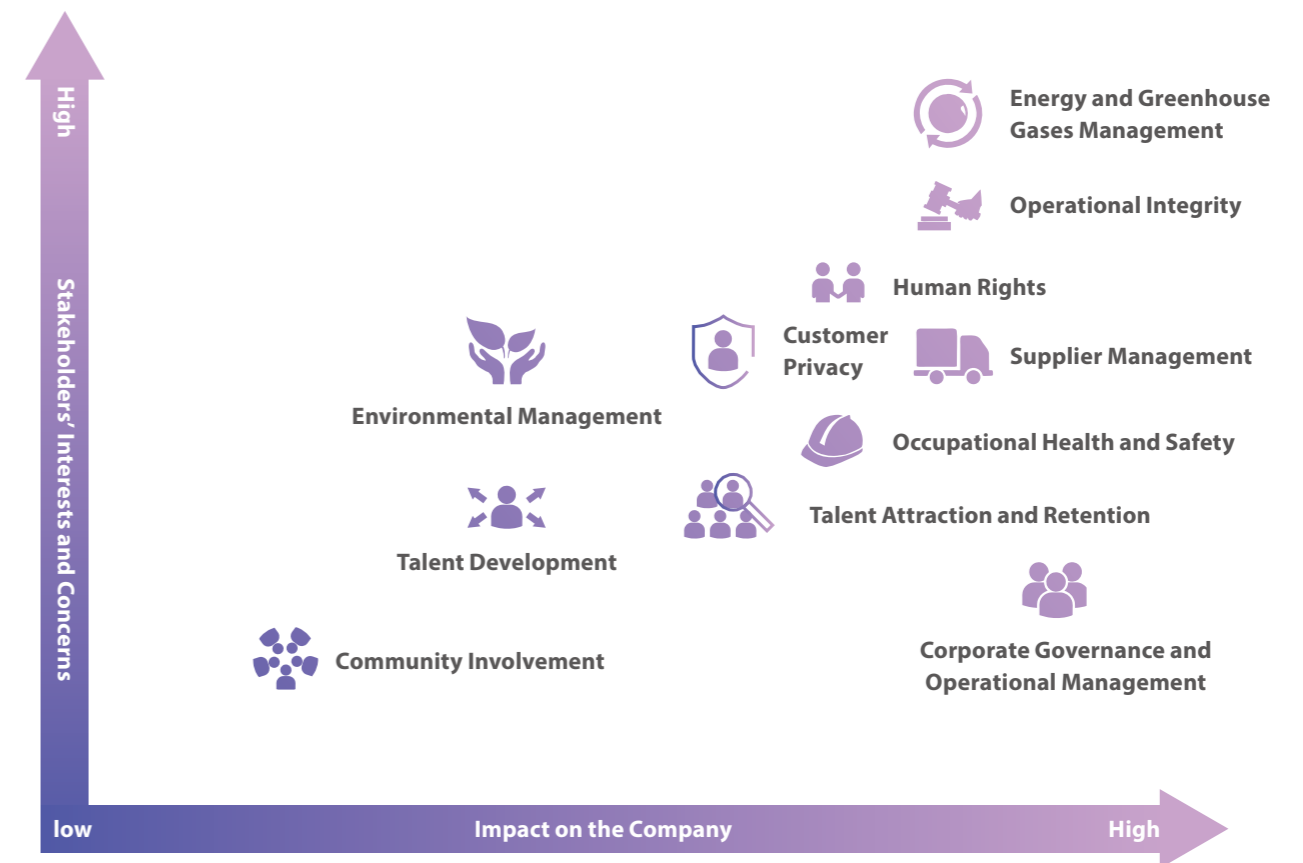 High
Stakeholders’ Interests and Concerns
Energy and Greenhouse
Gases Management
Operational Integrity
Human Rights
Customer
Privacy
Supplier Management
Environmental Management
Occupational Health and Safety
Talent Attraction and Retention
Talent Development
Community Involvement
Corporate Governance and
Operational Management
low
Impact on the Company
High